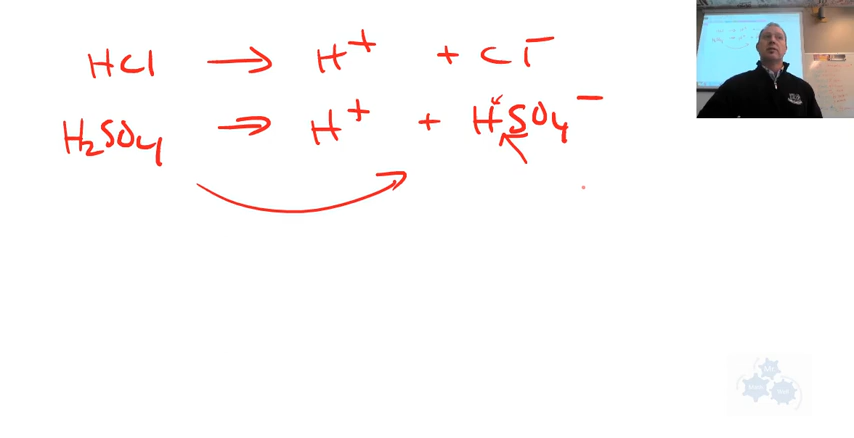 HCl → H⁺ + Cl⁻
H₂SO₄ → H⁺ + HSO₄⁻